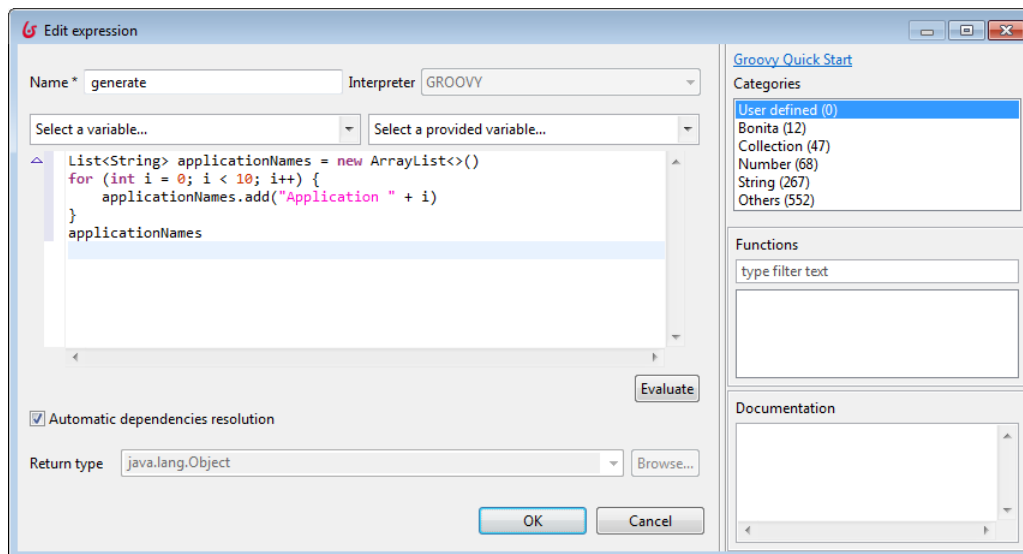 Edit expression
Name * generate Interpreter GROOVY
Select a variable... Select a provided variable...
List<String> applicationNames = new ArrayList<>()
for (int i = 0; i < 10; i++) {
    applicationNames.add("Application " + i)
}
applicationNames
Evaluate
Automatic dependencies resolution
Return type java.lang.Object Browse...
OK Cancel
Groovy Quick Start
Categories
User defined (0)
Bonita (12)
Collection (47)
Number (68)
String (267)
Others (552)
Functions
type filter text
Documentation